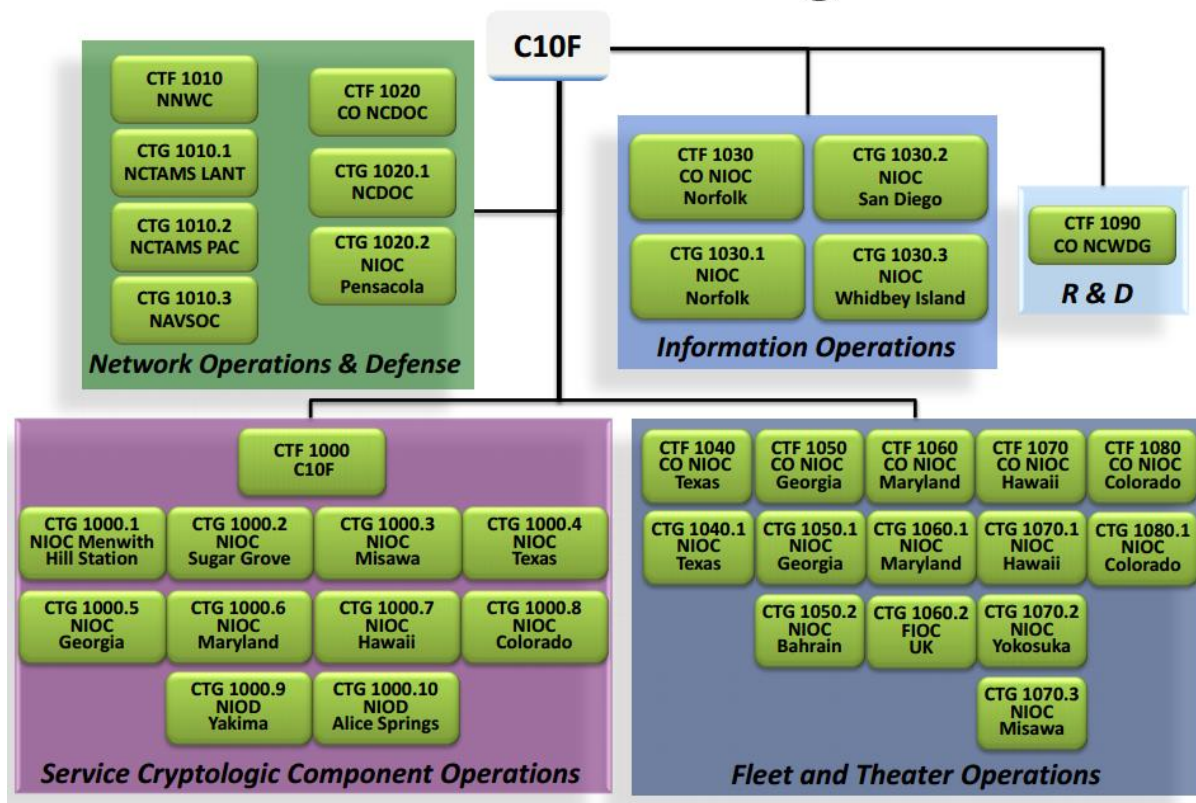 C10F
CTF 1010
NNWC
CTG 1010.1
NCTAMS LANT
CTG 1010.2
NCTAMS PAC
CTG 1010.3
NAVSOC
CTF 1020
CO NCDOC
CTG 1020.1
NCDOC
CTG 1020.2
NIOC
Pensacola
Network Operations & Defense
CTF 1030
CO NIOC
Norfolk
CTG 1030.2
NIOC
San Diego
CTG 1030.1
NIOC
Norfolk
CTG 1030.3
NIOC
Whidbey Island
Information Operations
CTF 1090
CO NCWDG
R & D
CTF 1000
C10F
CTG 1000.1
NIOC Menwith
Hill Station
CTG 1000.2
NIOC
Sugar Grove
CTG 1000.3
NIOC
Misawa
CTG 1000.4
NIOC
Texas
CTG 1000.5
NIOC
Georgia
CTG 1000.6
NIOC
Maryland
CTG 1000.7
NIOC
Hawaii
CTG 1000.8
NIOC
Colorado
CTG 1000.9
NIOD
Yakima
CTG 1000.10
NIOD
Alice Springs
Service Cryptologic Component Operations
CTF 1040
CO NIOC
Texas
CTF 1050
CO NIOC
Georgia
CTF 1060
CO NIOC
Maryland
CTF 1070
CO NIOC
Hawaii
CTF 1080
CO NIOC
Colorado
CTG 1040.1
NIOC
Texas
CTG 1050.1
NIOC
Georgia
CTG 1060.1
NIOC
Maryland
CTG 1070.1
NIOC
Hawaii
CTG 1080.1
NIOC
Colorado
CTG 1050.2
NIOC
Bahrain
CTG 1060.2
FIOC
UK
CTG 1070.2
NIOC
Yokosuka
CTG 1070.3
NIOC
Misawa
Fleet and Theater Operations